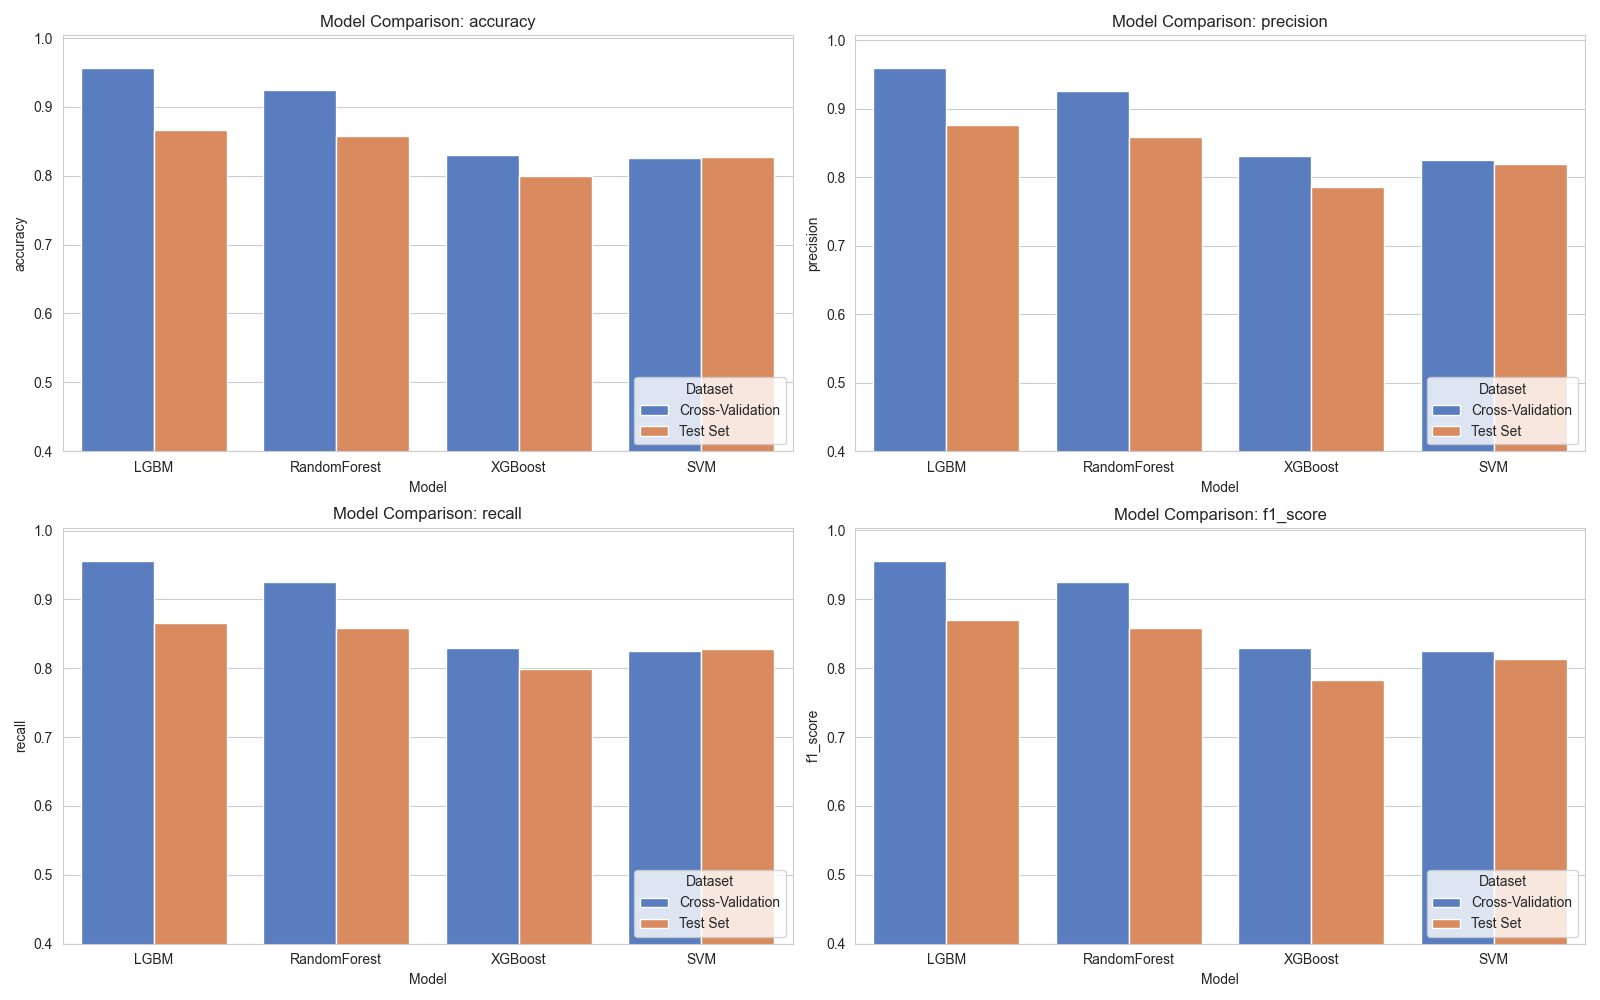 Model Comparison: accuracy
1.0
0.9
0.8
0.7
0.6
0.5
0.4
accuracy
LGBM RandomForest XGBoost SVM
Model
Dataset
Cross-Validation
Test Set
Model Comparison: precision
1.0
0.9
0.8
0.7
0.6
0.5
0.4
precision
LGBM RandomForest XGBoost SVM
Model
Dataset
Cross-Validation
Test Set
Model Comparison: recall
1.0
0.9
0.8
0.7
0.6
0.5
0.4
recall
LGBM RandomForest XGBoost SVM
Model
Dataset
Cross-Validation
Test Set
Model Comparison: f1_score
1.0
0.9
0.8
0.7
0.6
0.5
0.4
f1_score
LGBM RandomForest XGBoost SVM
Model
Dataset
Cross-Validation
Test Set